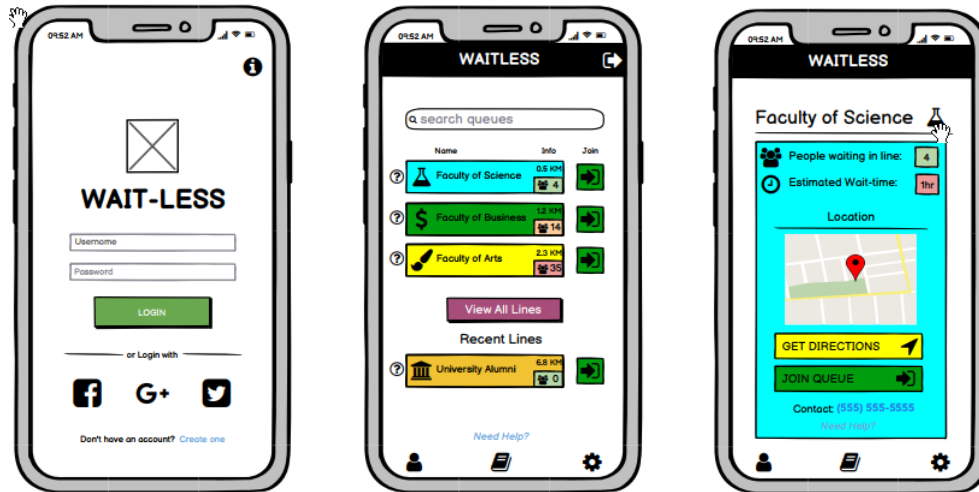 09:52 AM
WAIT-LESS
Username
Password
LOGIN
or Login with
G+
Don't have an account? Create one
09:52 AM
WAITLESS
search queues
Name Info Join
? Faculty of Science 0.5 KM
4
? Faculty of Business 1.2 KM
14
? Faculty of Arts 2.3 KM
35
View All Lines
Recent Lines
? University Alumni 6.8 KM
0
Need Help?
09:52 AM
WAITLESS
Faculty of Science
People waiting in line: 4
Estimated Wait-time: 1hr
Location
GET DIRECTIONS
JOIN QUEUE
Contact: (555) 555-5555
Need Help?